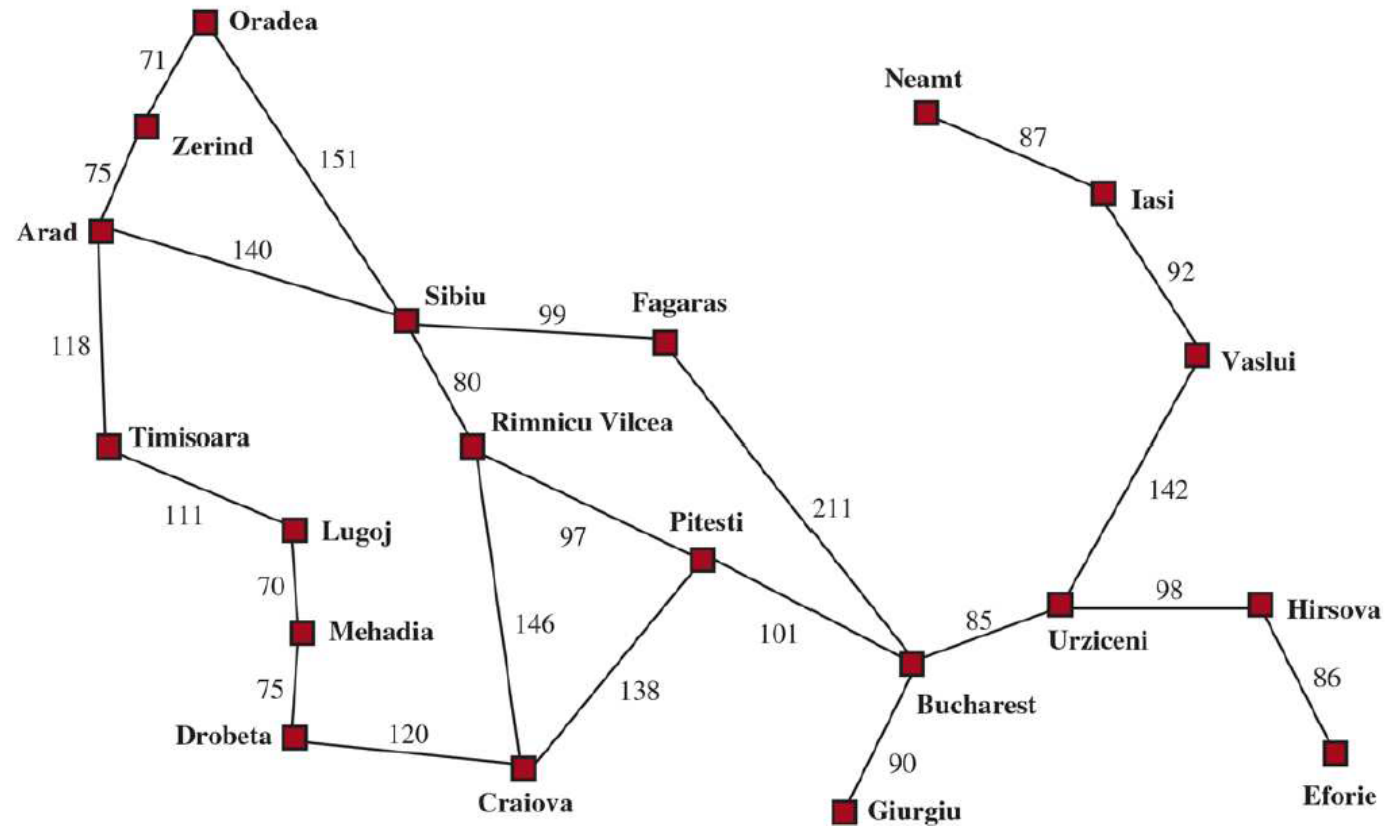 Oradea
71
Neamt
87
Zerind
151
75
Iasi
Arad
140
92
Sibiu
Fagaras
99
118
Vaslui
80
Rimnicu Vilcea
Timisoara
142
111
211
Lugoj
97
Pitesti
70
98
Hirsova
Mehadia
146
101
85
Urziceni
86
75
138
Bucharest
Drobeta
120
90
Eforie
Craiova
Giurgiu